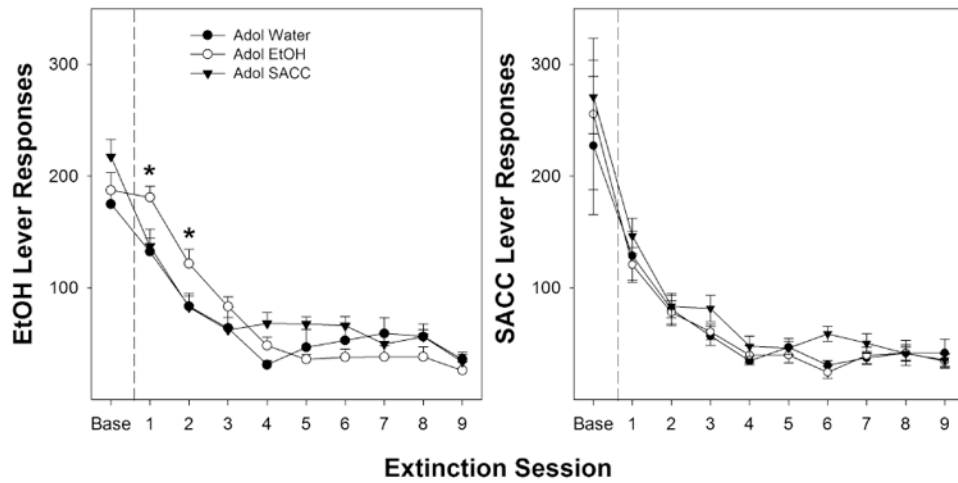 EtOH Lever Responses
300
200
100
Adol Water
Adol EtOH
Adol SACC
*
*
Base 1 2 3 4 5 6 7 8 9
SACC Lever Responses
300
200
100
Base 1 2 3 4 5 6 7 8 9
Extinction Session